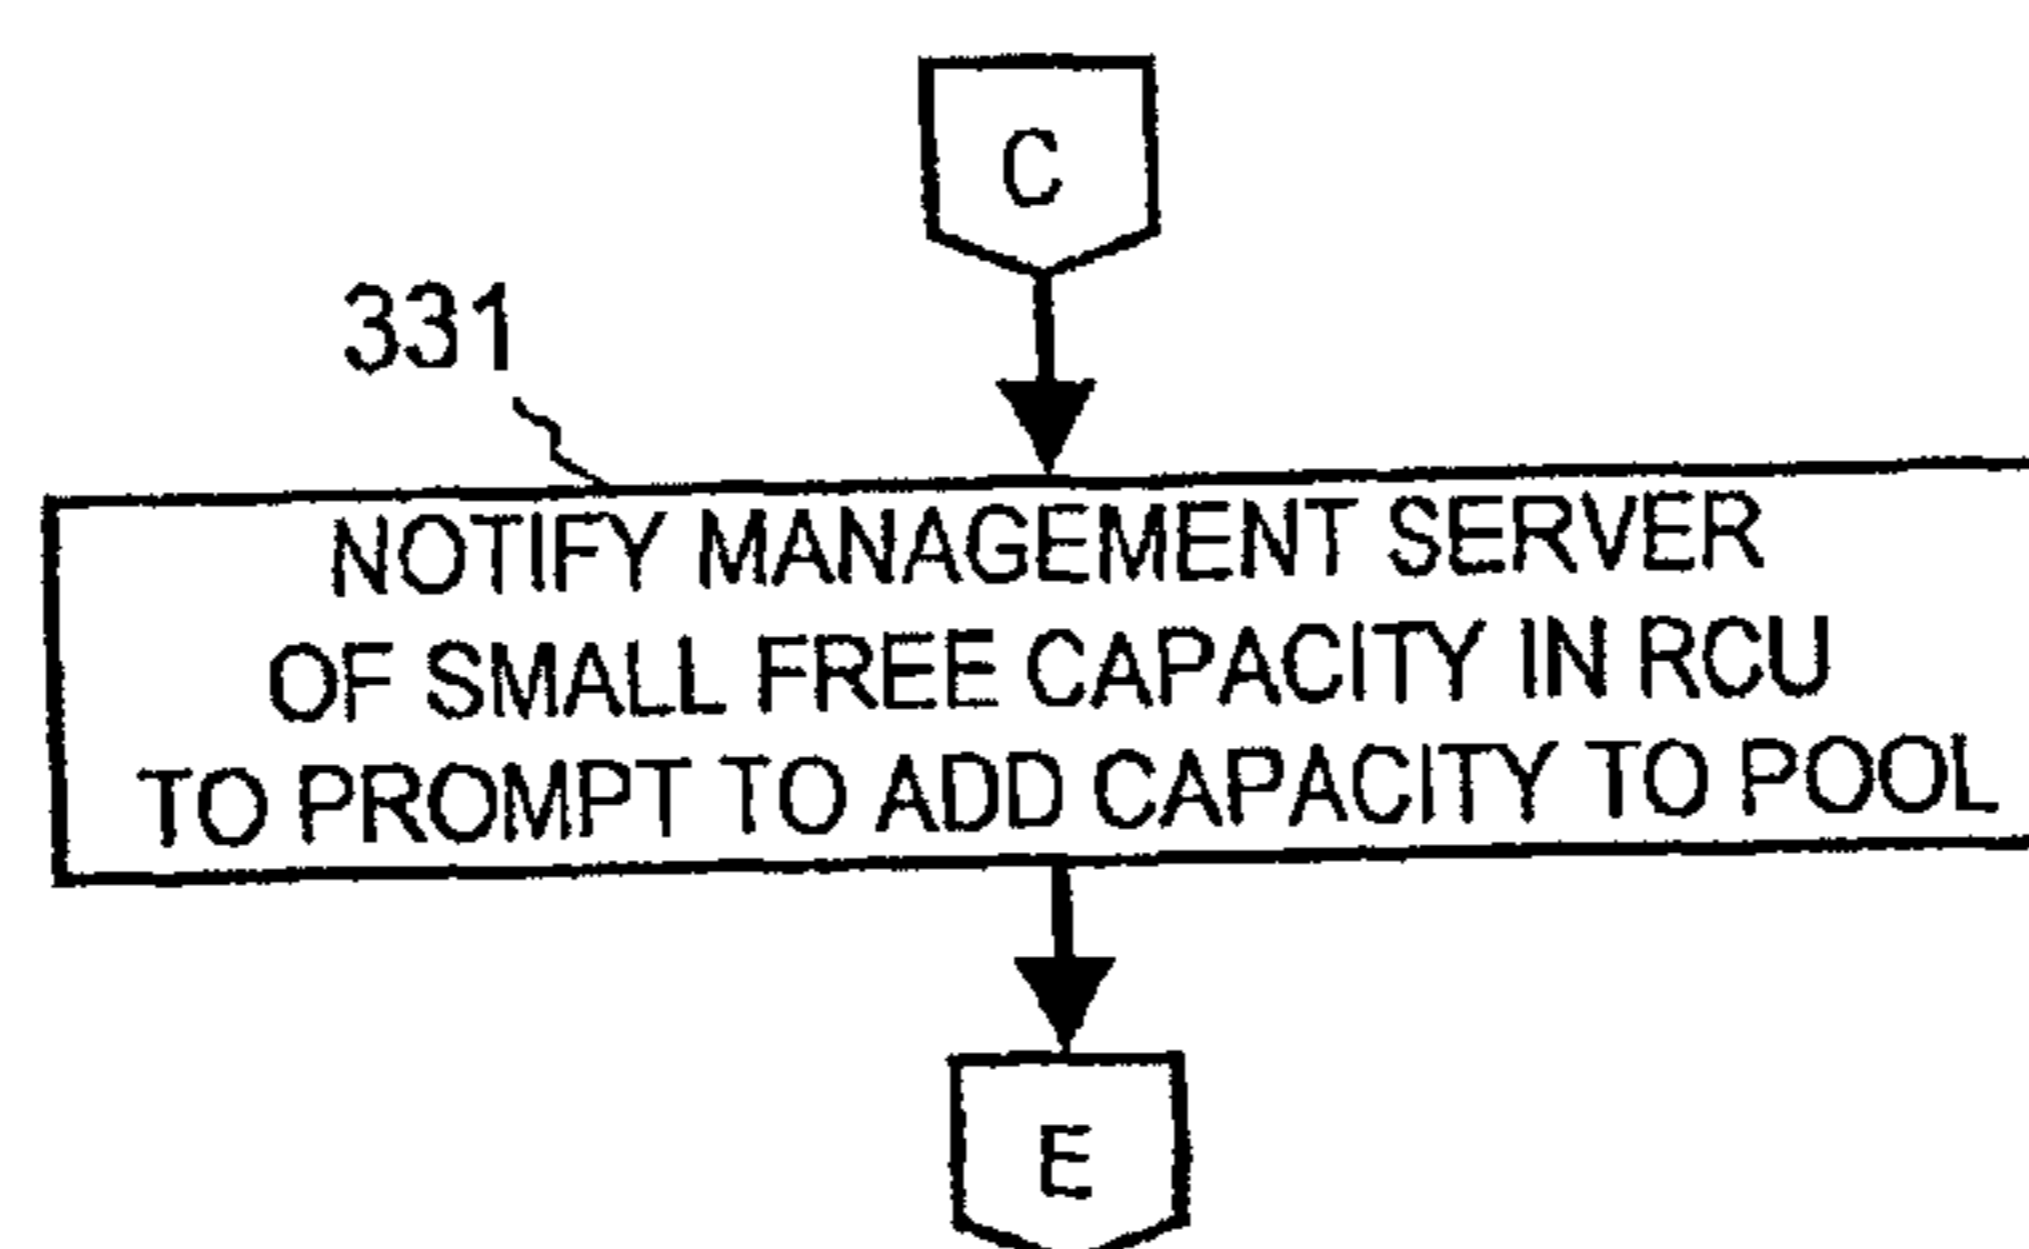 C
331
NOTIFY MANAGEMENT SERVER
OF SMALL FREE CAPACITY IN RCU
TO PROMPT TO ADD CAPACITY TO POOL
E